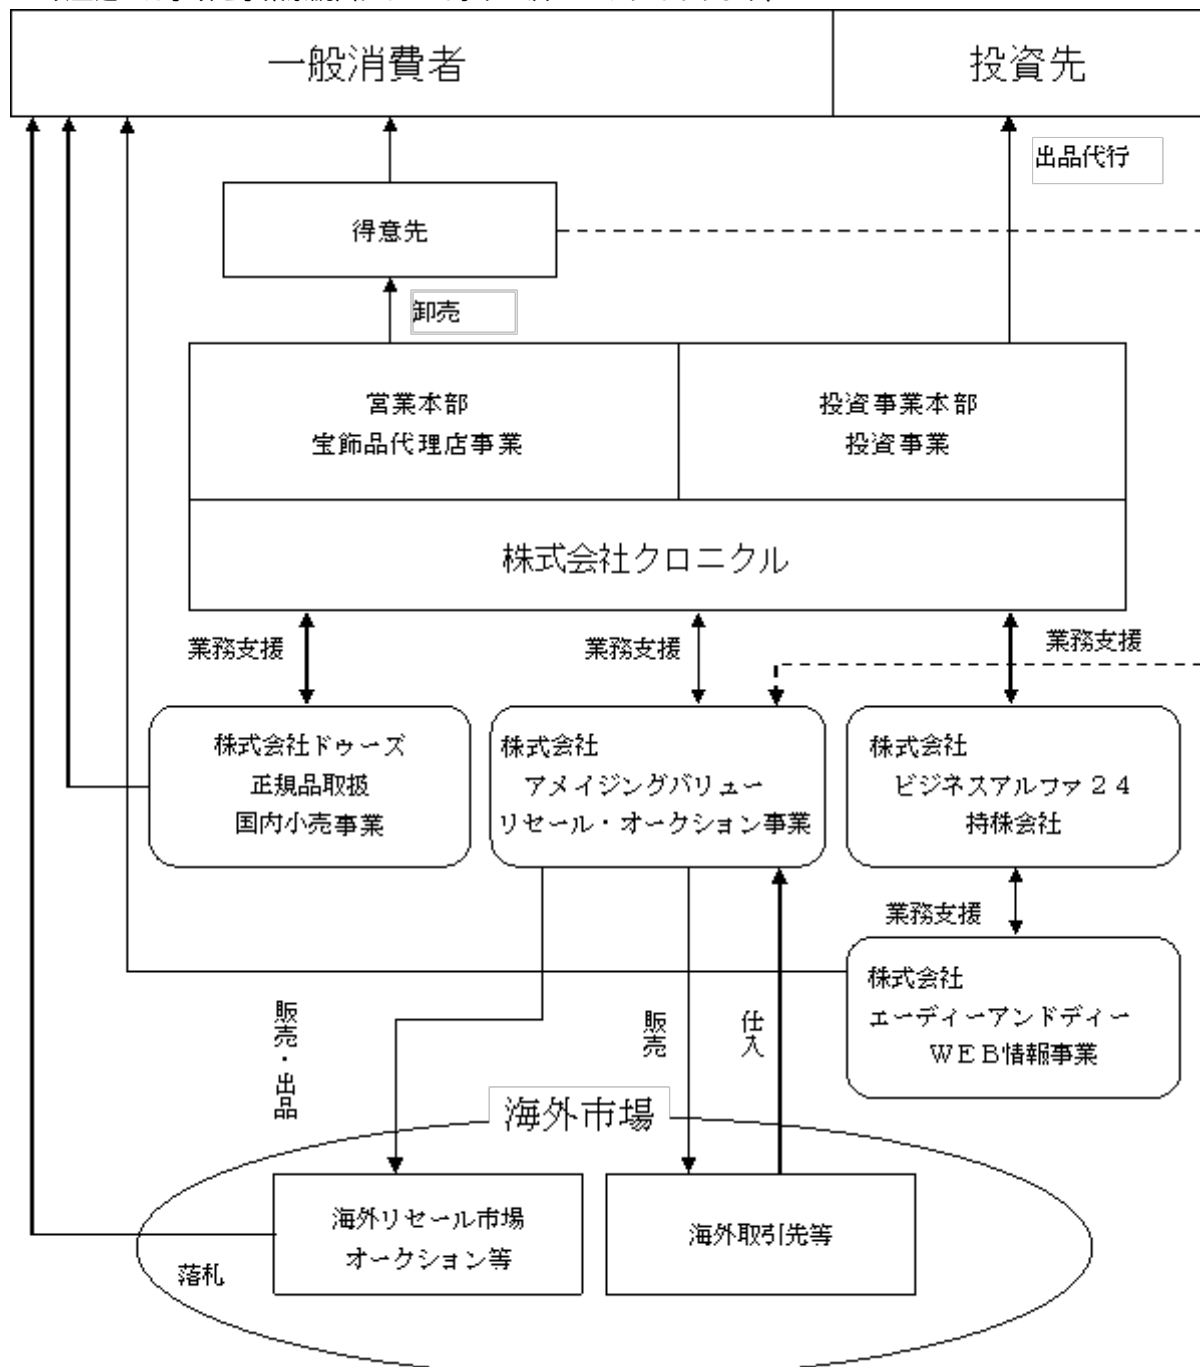 一般消費者
投資先
出品代行
得意先
卸売
営業本部
宝飾品代理店事業
投資事業本部
投資事業
株式会社クロニクル
業務支援
業務支援
業務支援
株式会社ドゥーズ
正規品取扱
国内小売事業
株式会社
アメイジングバリュー
リセール・オークション事業
株式会社
ビジネスアルファ24
持株会社
業務支援
株式会社
エーディーアンドディー
WEB情報事業
販売・出品
販売
仕入
海外市場
海外リセール市場
オークション等
海外取引先等
落札